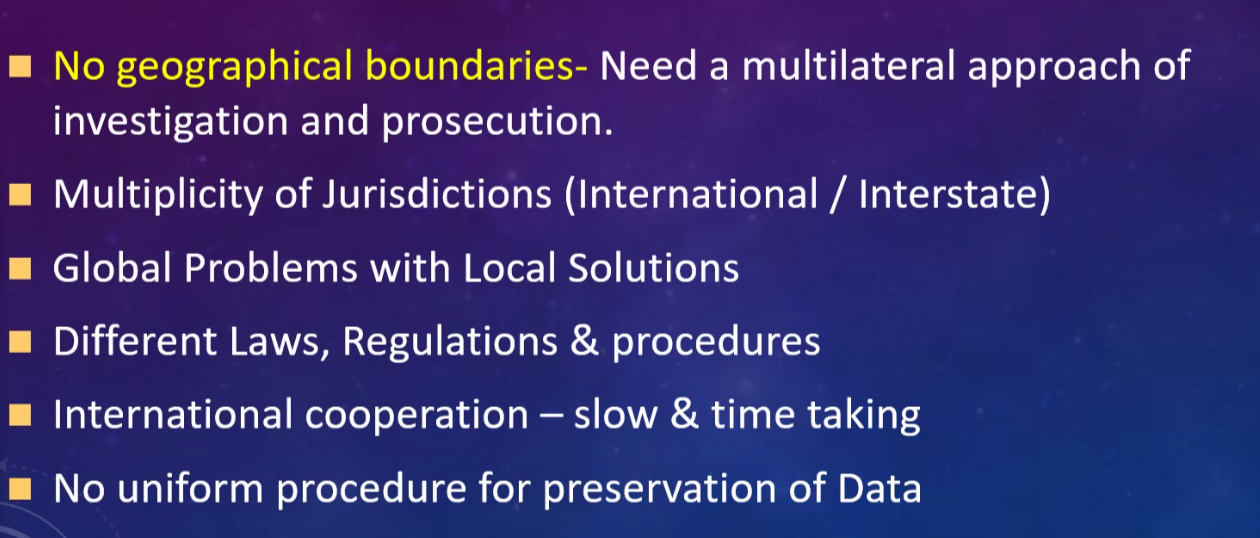 No geographical boundaries- Need a multilateral approach of
investigation and prosecution.
Multiplicity of Jurisdictions (International / Interstate)
Global Problems with Local Solutions
Different Laws, Regulations & procedures
International cooperation – slow & time taking
No uniform procedure for preservation of Data